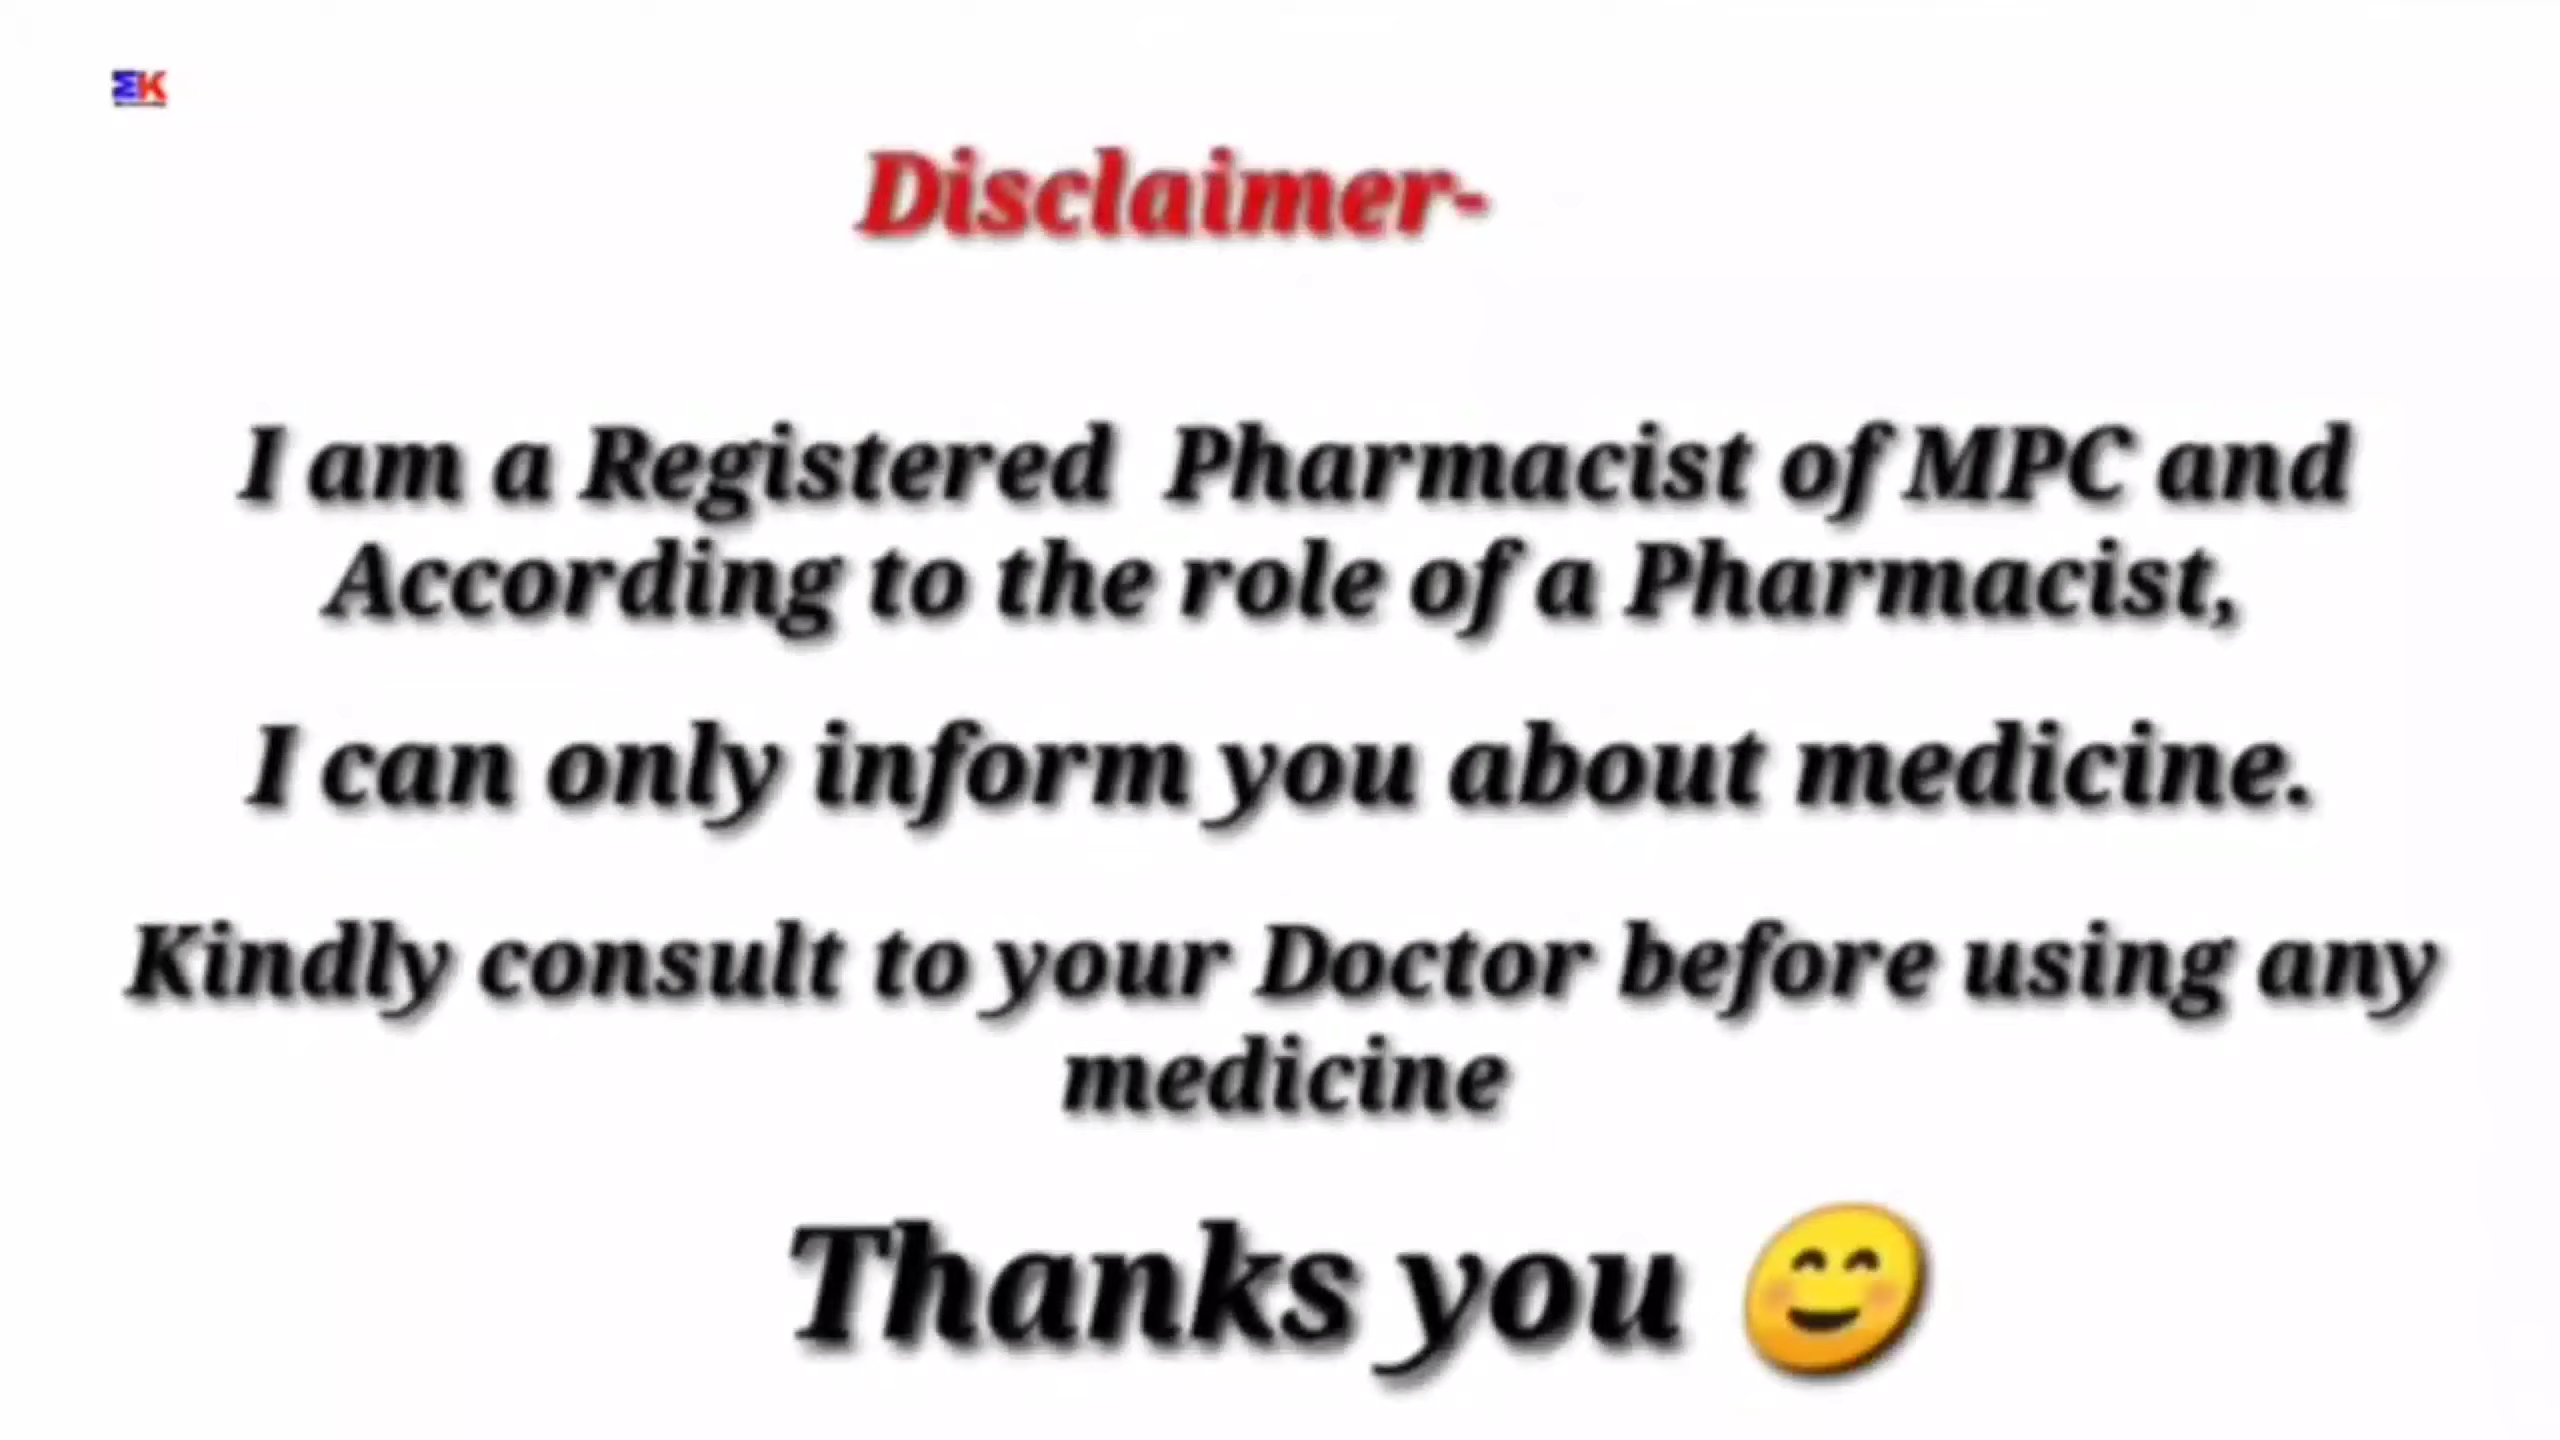 MK
Disclaimer-
I am a Registered Pharmacist of MPC and
According to the role of a Pharmacist,
I can only inform you about medicine.
Kindly consult to your Doctor before using any
medicine
Thanks you 😊